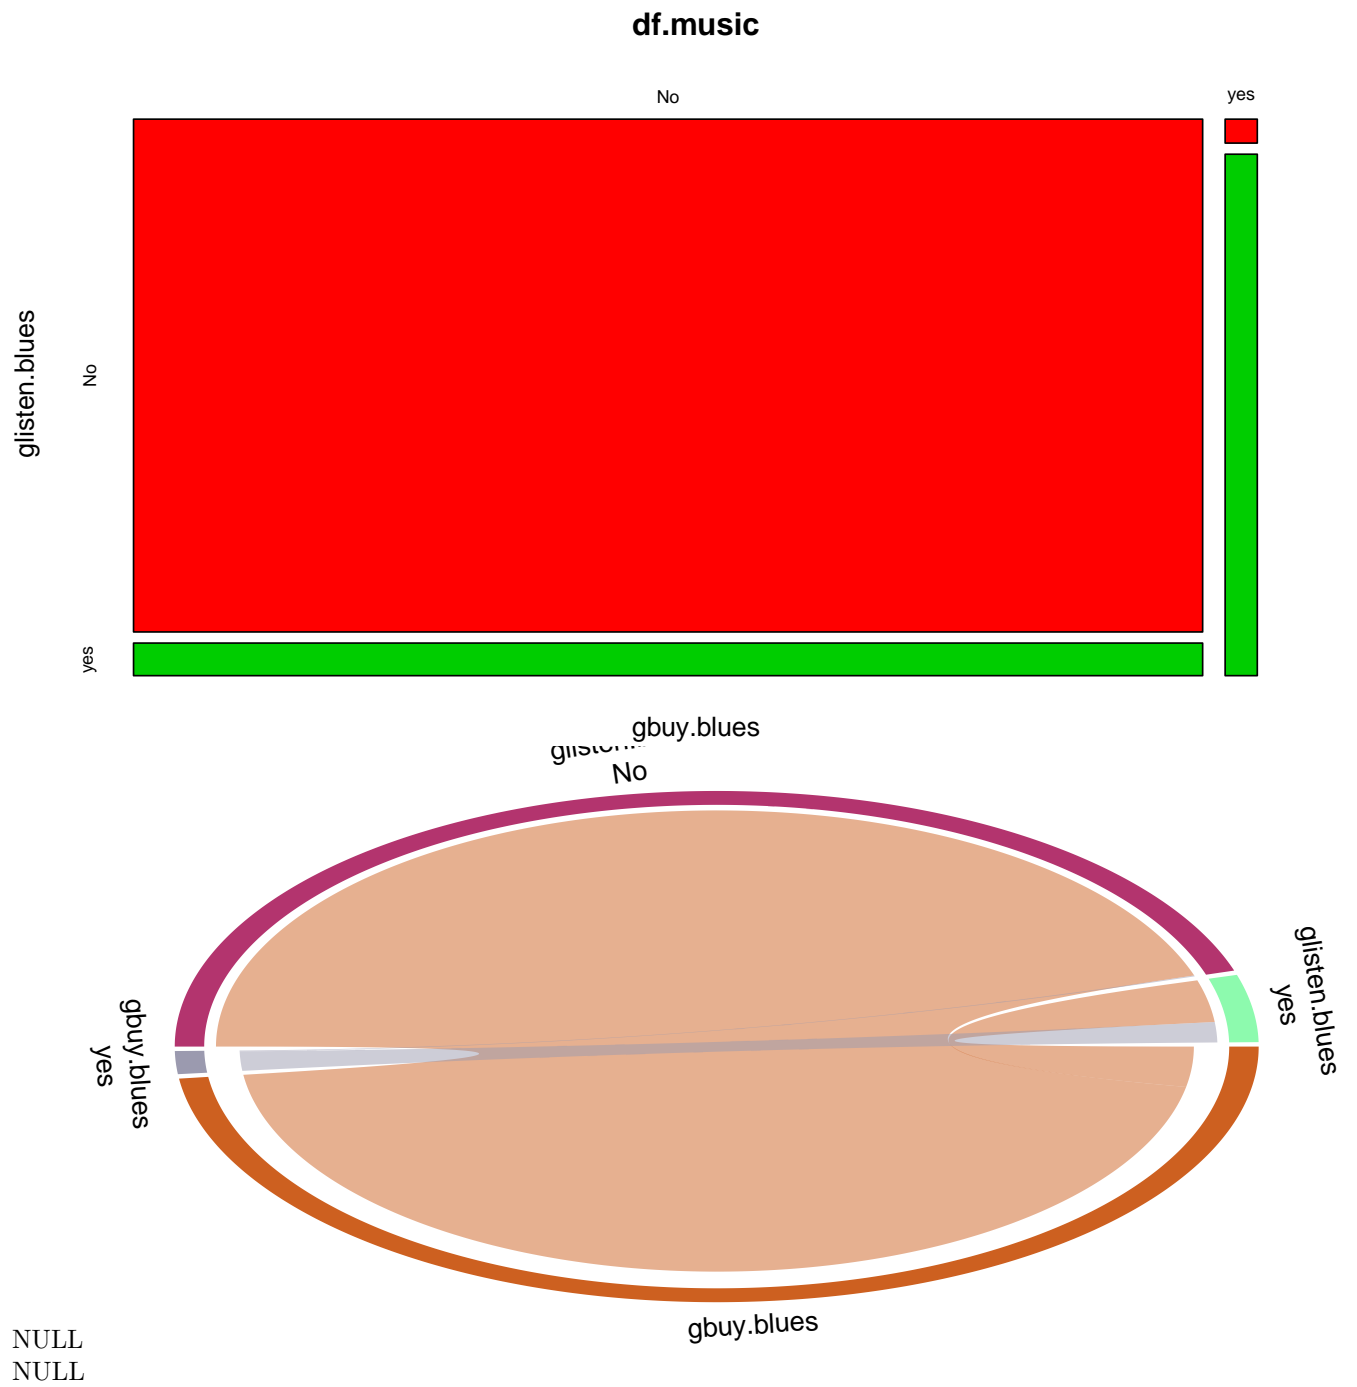 df.music
No
yes
glisten.blues
No
yes
gbuy.blues
No
glisten.blues
yes
gbuy.blues
yes
gbuy.blues
NULL
NULL